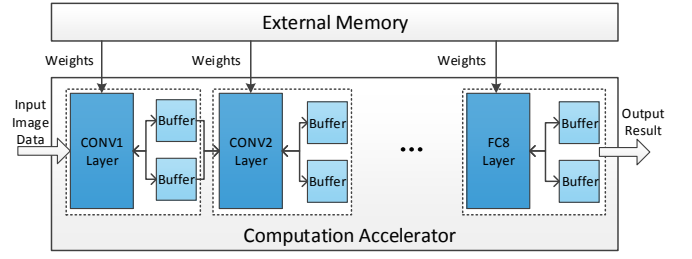 External Memory
Weights
Weights
Weights
Input
Image
Data
CONV1
Layer
Buffer
Buffer
CONV2
Layer
Buffer
Buffer
...
FC8
Layer
Buffer
Buffer
Output
Result
Computation Accelerator